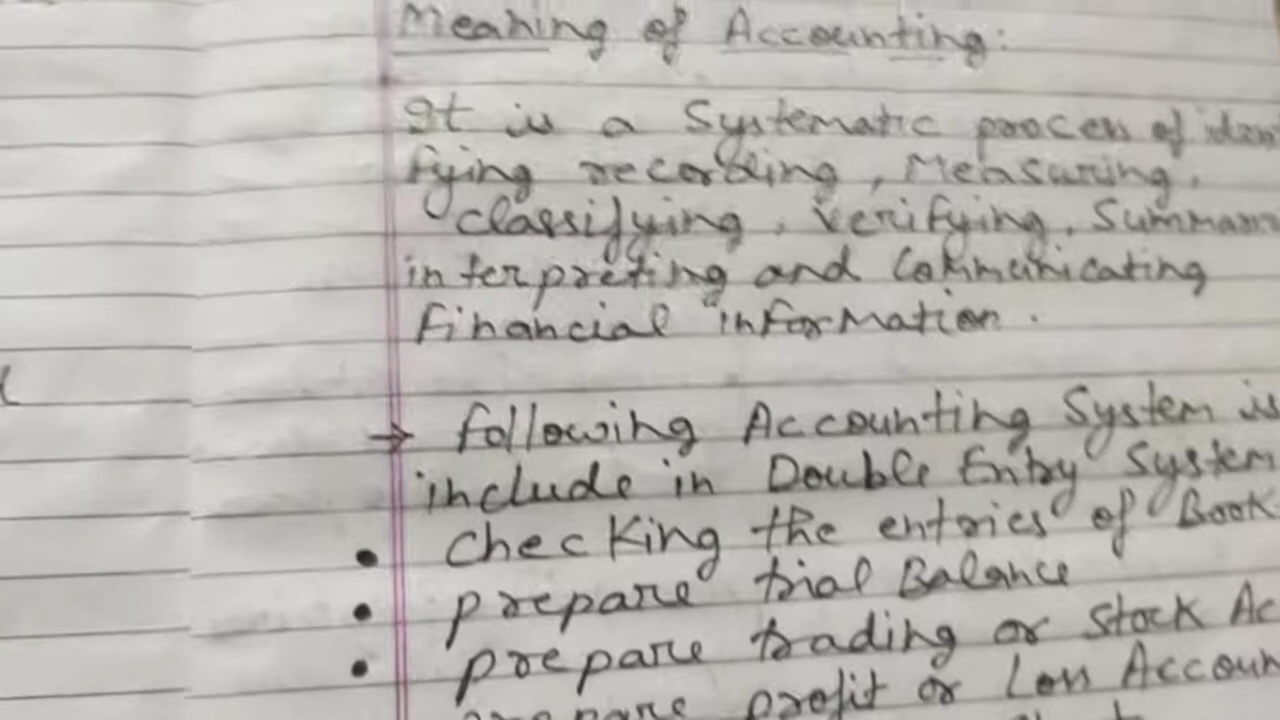 Meaning of Accounting:
It is a Systematic process of iden
fying recording, Measuring,
classifying, Verifying, Summari
interpreting and Communicating
financial information.
→ following Accounting System is
include in Double Entry System
• checking the entries of Book
• prepare trial Balance
• prepare trading or Stock Ac
prepare profit or Loss Accoun